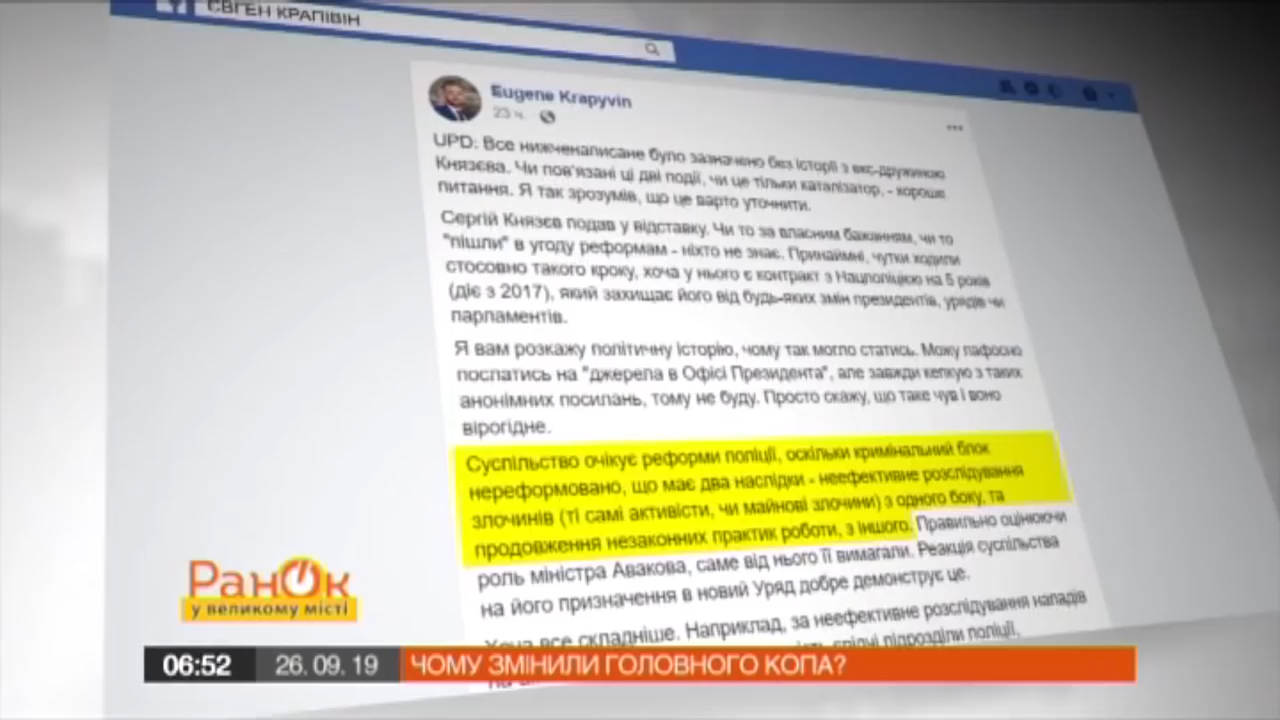 ЄВГЕН КРАПІВІН
Eugene Krapyvin
23 ч.
UPD: Все нижченаписане було зазначено без історії з екс-дружиною
Князєва. Чи пов'язані ці дві події, чи це тільки каталізатор, - хороше
питання. Я так зрозумів, що це варто уточнити.
Сергій Князєв подав у відставку. Чи то за власним бажанням, чи то
"пішли" в угоду реформам - ніхто не знає. Принаймні, чутки ходили
стосовно такого кроку, хоча у нього є контракт з Нацполіцією на 5 років
(діє з 2017), який захищає його від будь-яких змін президентів, урядів чи
парламентів.
Я вам розкажу політичну історію, чому так могло статись. Можу пафосно
послатись на "джерела в Офісі Президента", але завжди кепкую з таких
анонімних посилань, тому не буду. Просто скажу, що таке чув і воно
вірогідне.
Суспільство очікує реформи поліції, оскільки кримінальний блок
нереформовано, що має два наслідки - неефективне розслідування
злочинів (ті самі активісти, чи майнові злочини) з одного боку, та
продовження незаконних практик роботи, з іншого. Правильно оцінюючи
роль міністра Авакова, саме від нього її вимагали. Реакція суспільства
на його призначення в новий Уряд добре демонструє це.
Хоча все складніше. Наприклад, за неефективне розслідування нападів
слідчі підрозділи поліції,
РанОк
у великому місті
06:52 26.09.19 ЧОМУ ЗМІНИЛИ ГОЛОВНОГО КОПА?